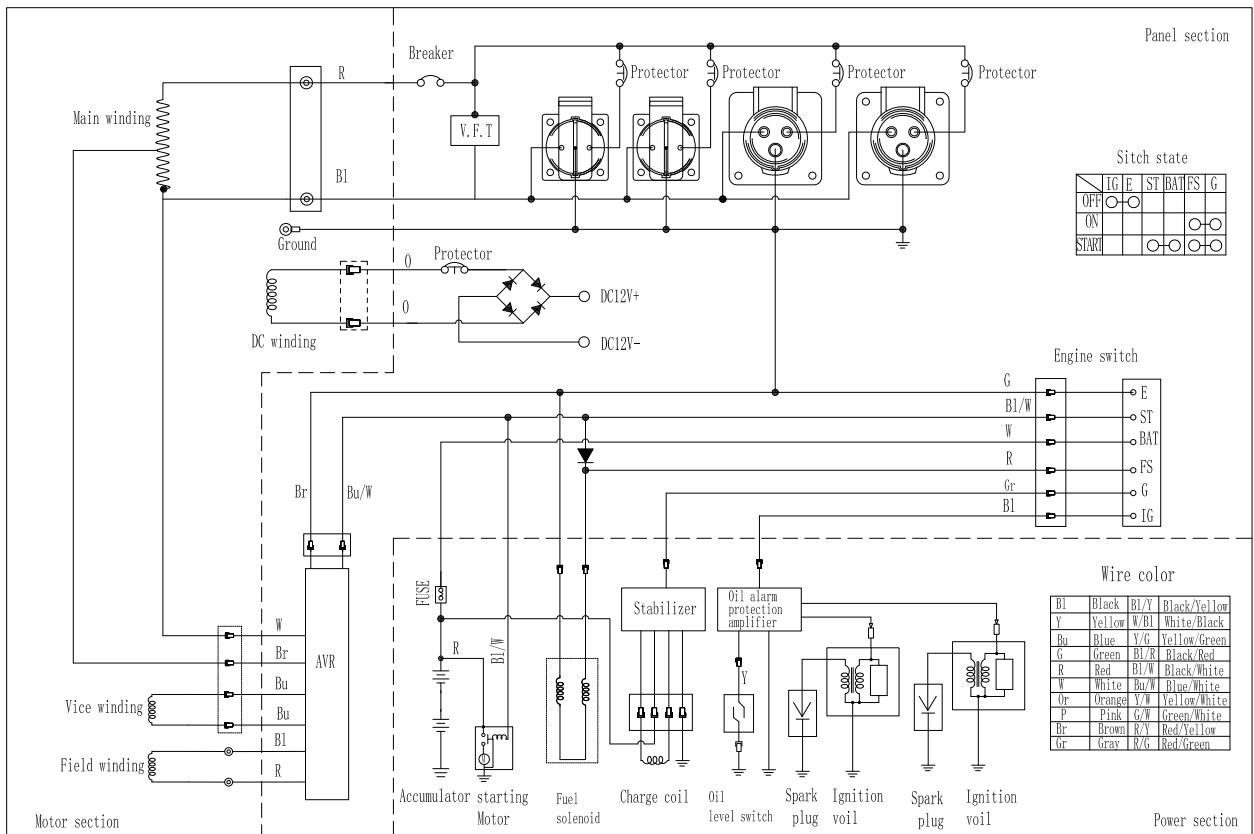 Panel section
Breaker
R
Protector
Protector
Protector
Protector
Main winding
V.F.T
Bl
Sitch state
IG E ST BAT FS G
OFF
ON
START
Ground
O
Protector
DC12V+
O
DC12V-
DC winding
Engine switch
G
E
Bl/W
ST
W
BAT
R
FS
Gr
G
Bl
IG
Br
Bu/W
FUSE
Stabilizer
Oil alarm
protection
amplifier
Wire color
Bl Black Bl/Y Black/Yellow
Y Yellow W/Bl White/Black
Bu Blue Y/G Yellow/Green
G Green Bl/R Black/Red
R Red Bl/W Black/White
W White Bu/W Blue/White
Or Orange Y/W Yellow/White
P Pink G/W Green/White
Br Brown R/Y Red/Yellow
Gr Gray R/G Red/Green
W
Br
AVR
Bu
Bu
Bl
R
R
Bl/W
Y
Vice winding
Field winding
Accumulator
starting
Motor
Fuel
solenoid
Charge coil
Oil
level switch
Spark
plug
Ignition
voil
Spark
plug
Ignition
voil
Motor section
Power section